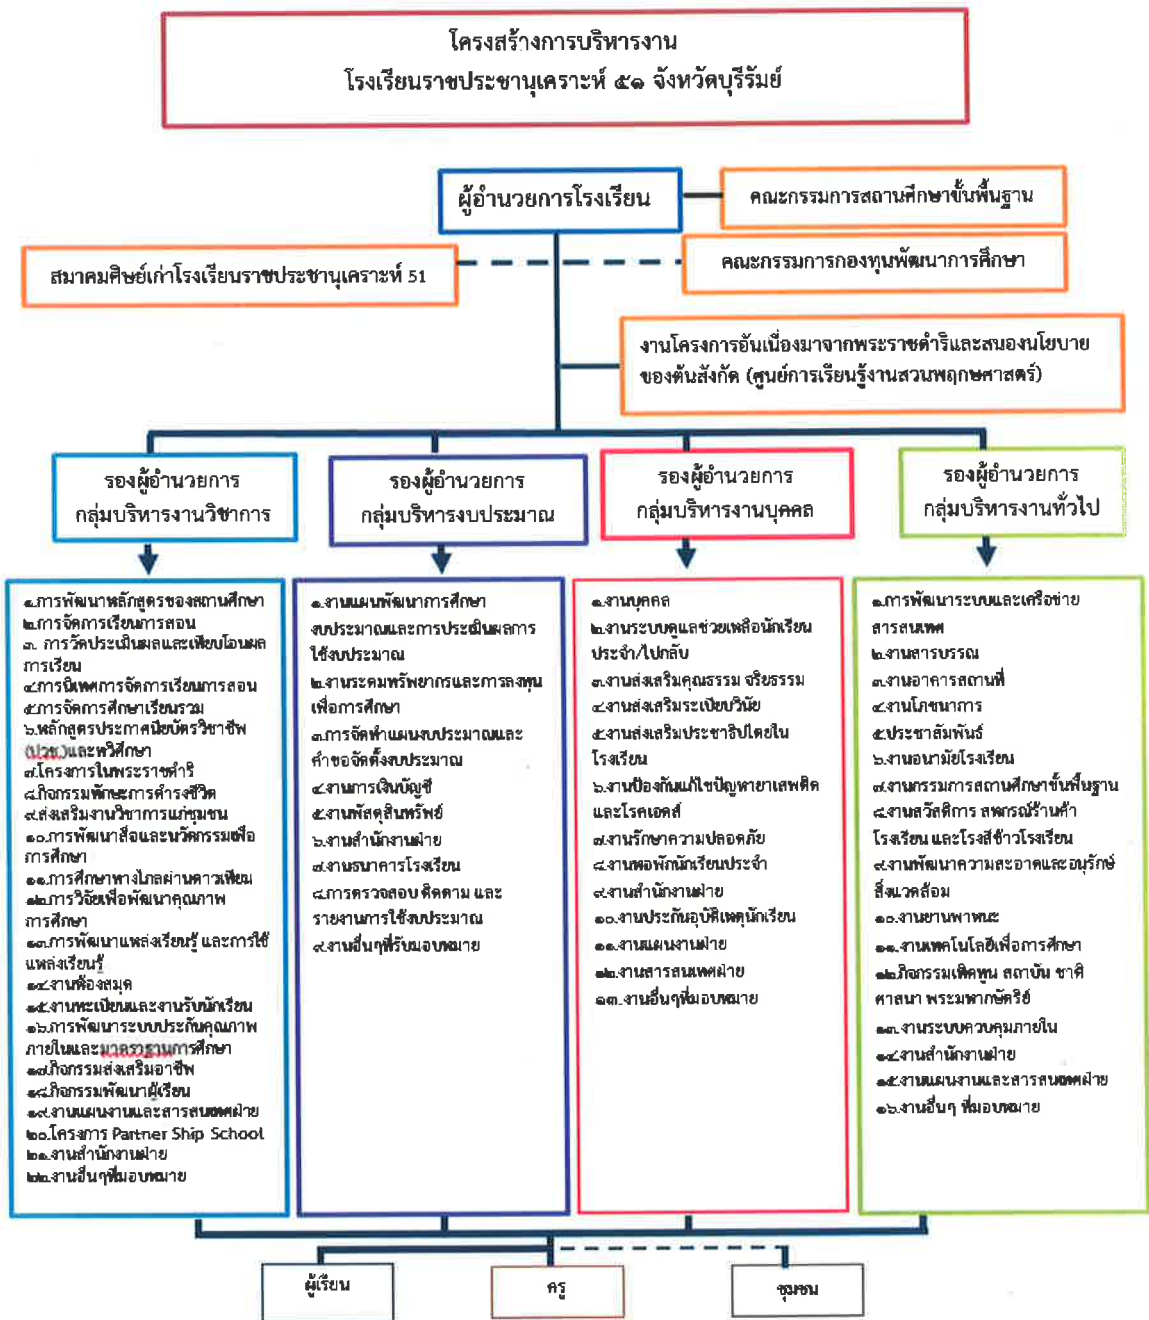 โครงสร้างการบริหารงาน
โรงเรียนราชประชานุเคราะห์ ๕๑ จังหวัดบุรีรัมย์
ผู้อำนวยการโรงเรียน
คณะกรรมการสถานศึกษาขั้นพื้นฐาน
สมาคมศิษย์เก่าโรงเรียนราชประชานุเคราะห์ 51
คณะกรรมการกองทุนพัฒนาการศึกษา
งานโครงการอันเนื่องมาจากพระราชดำริและสนองนโยบาย
ของต้นสังกัด (ศูนย์การเรียนรู้งานสวนพฤกษศาสตร์)
รองผู้อำนวยการ
กลุ่มบริหารงานวิชาการ
รองผู้อำนวยการ
กลุ่มบริหารงบประมาณ
รองผู้อำนวยการ
กลุ่มบริหารงานบุคคล
รองผู้อำนวยการ
กลุ่มบริหารงานทั่วไป
๑.การพัฒนาหลักสูตรของสถานศึกษา
๒.การจัดการเรียนการสอน
๓. การวัดประเมินผลและเทียบโอนผล
การเรียน
๔.การนิเทศการจัดการเรียนการสอน
๕.การจัดการศึกษาเรียนรวม
๖.หลักสูตรประกาศนียบัตรวิชาชีพ
(ปวช.)และทวิศึกษา
๗.โครงการในพระราชดำริ
๘.กิจกรรมทักษะการดำรงชีวิต
๙.ส่งเสริมงานวิชาการแก่ชุมชน
๑๐.การพัฒนาสื่อและนวัตกรรมเพื่อ
การศึกษา
๑๑.การศึกษาทางไกลผ่านดาวเทียม
๑๒.การวิจัยเพื่อพัฒนาคุณภาพ
การศึกษา
๑๓.การพัฒนาแหล่งเรียนรู้ และการใช้
แหล่งเรียนรู้
๑๔.งานห้องสมุด
๑๕.งานทะเบียนและงานรับนักเรียน
๑๖.การพัฒนาระบบประกันคุณภาพ
ภายในและมาตราฐานการศึกษา
๑๗.กิจกรรมส่งเสริมอาชีพ
๑๘.กิจกรรมพัฒนาผู้เรียน
๑๙.งานแผนงานและสารสนเทศฝ่าย
๒๐.โครงการ Partner Ship School
๒๑.งานสำนักงานฝ่าย
๒๒.งานอื่นๆที่มอบหมาย
๑.งานแผนพัฒนาการศึกษา
งบประมาณและการประเมินผลการ
ใช้งบประมาณ
๒.งานระดมทรัพยากรและการลงทุน
เพื่อการศึกษา
๓.การจัดทำแผนงบประมาณและ
คำขอจัดตั้งงบประมาณ
๔.งานการเงินบัญชี
๕.งานพัสดุสินทรัพย์
๖.งานสำนักงานฝ่าย
๗.งานธนาคารโรงเรียน
๘.การตรวจสอบ ติดตาม และ
รายงานการใช้งบประมาณ
๙.งานอื่นๆที่รับมอบหมาย
๑.งานบุคคล
๒.งานระบบดูแลช่วยเหลือนักเรียน
ประจำ/ไปกลับ
๓.งานส่งเสริมคุณธรรม จริยธรรม
๔.งานส่งเสริมระเบียบวินัย
๕.งานส่งเสริมประชาธิปไตยใน
โรงเรียน
๖.งานป้องกันแก้ไขปัญหายาเสพติด
และโรคเอดส์
๗.งานรักษาความปลอดภัย
๘.งานหอพักนักเรียนประจำ
๙.งานสำนักงานฝ่าย
๑๐.งานประกันอุบัติเหตุนักเรียน
๑๑.งานแผนงานฝ่าย
๑๒.งานสารสนเทศฝ่าย
๑๓.งานอื่นๆที่มอบหมาย
๑.การพัฒนาระบบและเครือข่าย
สารสนเทศ
๒.งานสารบรรณ
๓.งานอาคารสถานที่
๔.งานโภชนาการ
๕.ประชาสัมพันธ์
๖.งานอนามัยโรงเรียน
๗.งานกรรมการสถานศึกษาขั้นพื้นฐาน
๘.งานสวัสดิการ สหกรณ์ร้านค้า
โรงเรียน และโรงสีข้าวโรงเรียน
๙.งานพัฒนาความสะอาดและอนุรักษ์
สิ่งแวดล้อม
๑๐.งานยานพาหนะ
๑๑.งานเทคโนโลยีเพื่อการศึกษา
๑๒.กิจกรรมเทิดทูน สถาบัน ชาติ
ศาสนา พระมหากษัตริย์
๑๓.งานระบบควบคุมภายใน
๑๔.งานสำนักงานฝ่าย
๑๕.งานแผนงานและสารสนเทศฝ่าย
๑๖.งานอื่นๆ ที่มอบหมาย
ผู้เรียน
ครู
ชุมชน